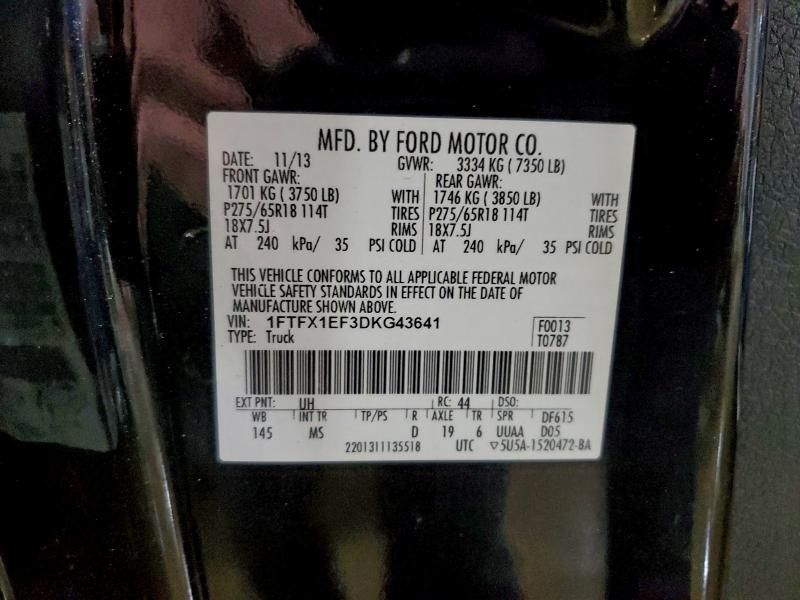 MFD. BY FORD MOTOR CO.
DATE: 11/13 GVWR: 3334 KG ( 7350 LB)
FRONT GAWR: REAR GAWR:
1701 KG ( 3750 LB) WITH 1746 KG ( 3850 LB) WITH
P275/65R18 114T TIRES P275/65R18 114T TIRES
18X7.5J RIMS 18X7.5J RIMS
AT 240 kPa/ 35 PSI COLD AT 240 kPa/ 35 PSI COLD
THIS VEHICLE CONFORMS TO ALL APPLICABLE FEDERAL MOTOR
VEHICLE SAFETY STANDARDS IN EFFECT ON THE DATE OF
MANUFACTURE SHOWN ABOVE.
VIN: 1FTFX1EF3DKG43641 F0013
TYPE: Truck T0787
EXT PNT: UH RC: 44 DSO:
WB INT TR TP/PS R AXLE TR SPR DF615
145 MS D 19 6 UUAA D05
2201311135518 UTC ▽5U5A-1520472-BA